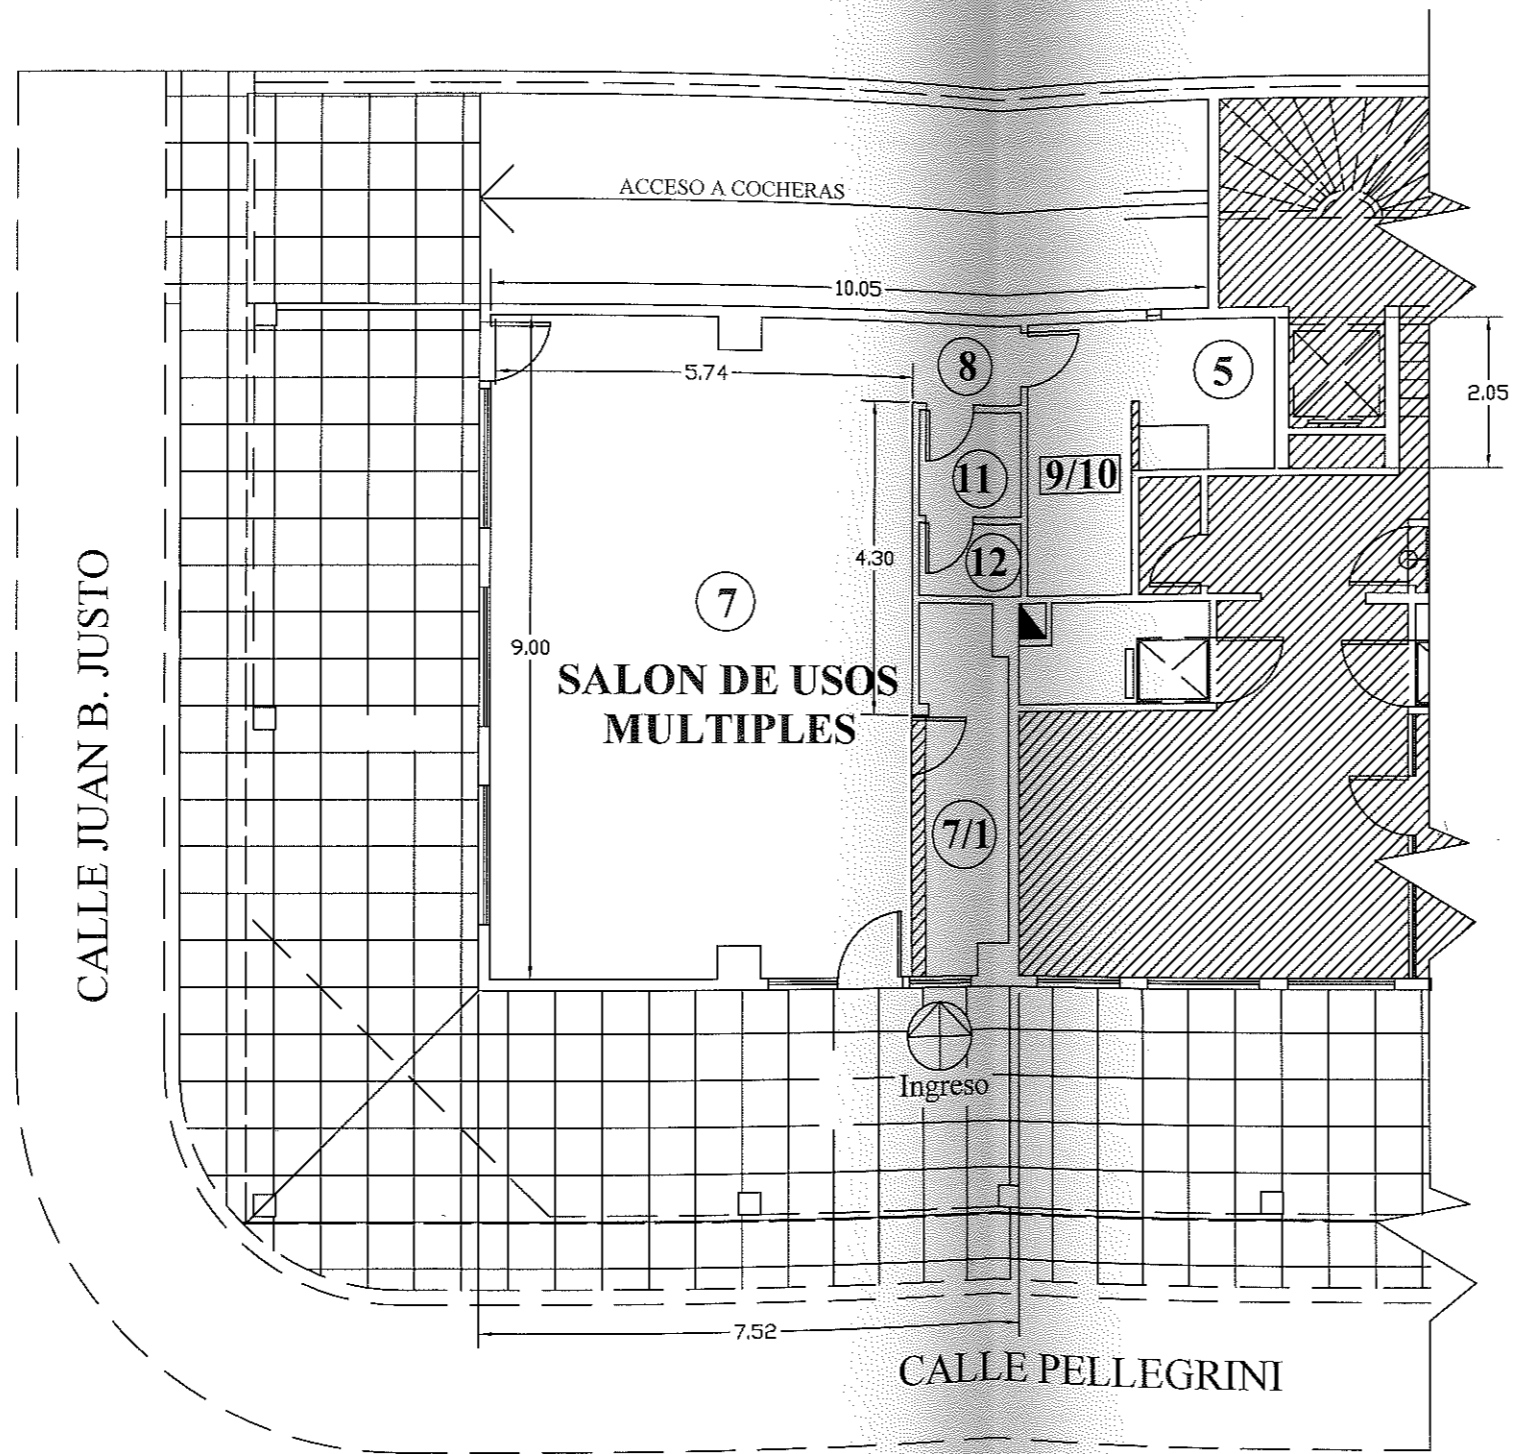 ACCESO A COCHERAS
10.05
8
5
5.74
2.05
11
9/10
12
4.30
7
9.00
SALON DE USOS
MULTIPLES
CALLE JUAN B. JUSTO
7/1
Ingreso
7.52
CALLE PELLEGRINI